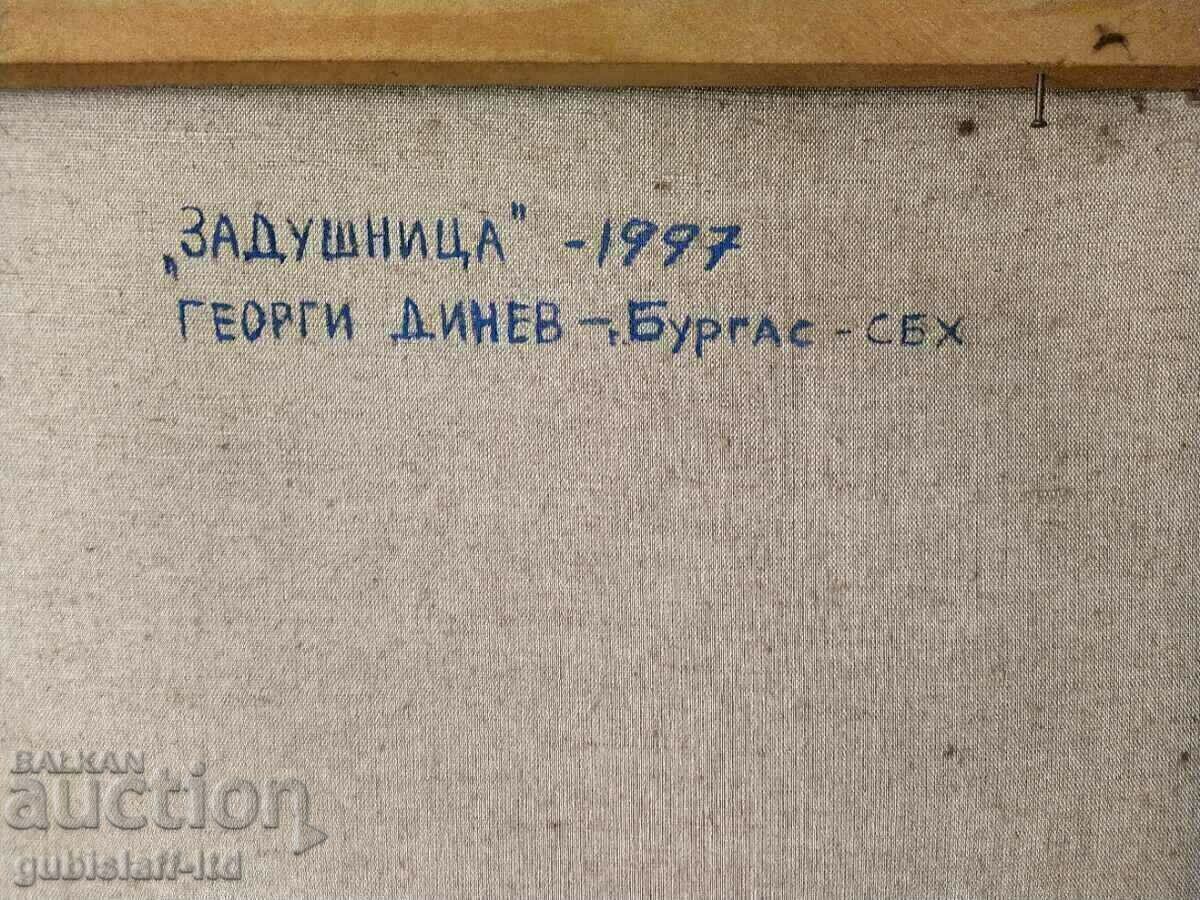 „ЗАДУШНИЦА" - 1997
ГЕОРГИ ДИНЕВ - г. Бургас - СБХ
BALKAN
auction
gubislaff-ltd